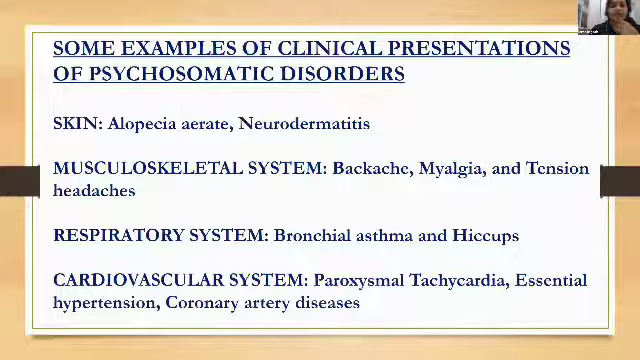 SOME EXAMPLES OF CLINICAL PRESENTATIONS
OF PSYCHOSOMATIC DISORDERS
SKIN: Alopecia aerate, Neurodermatitis
MUSCULOSKELETAL SYSTEM: Backache, Myalgia, and Tension
headaches
RESPIRATORY SYSTEM: Bronchial asthma and Hiccups
CARDIOVASCULAR SYSTEM: Paroxysmal Tachycardia, Essential
hypertension, Coronary artery diseases